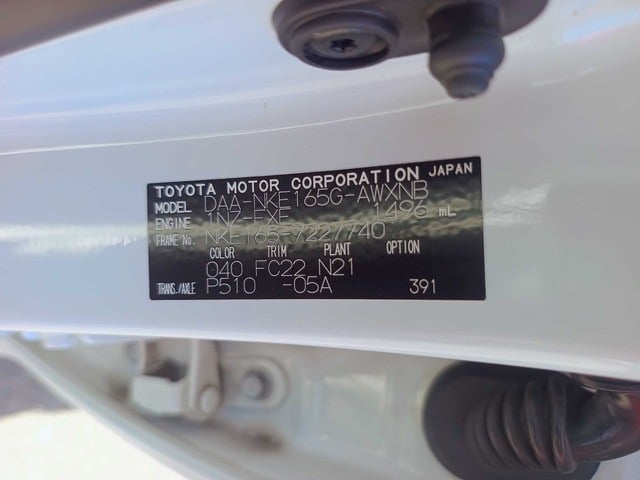 TOYOTA MOTOR CORPORATION JAPAN
MODEL DAA-NKE165G-AWXNB
ENGINE 1NZ-FXE 1496 mL
FRAME No. NKE165-7227740
COLOR TRIM PLANT OPTION
040 FC22 N21
TRANS./AXLE P510 -05A 391